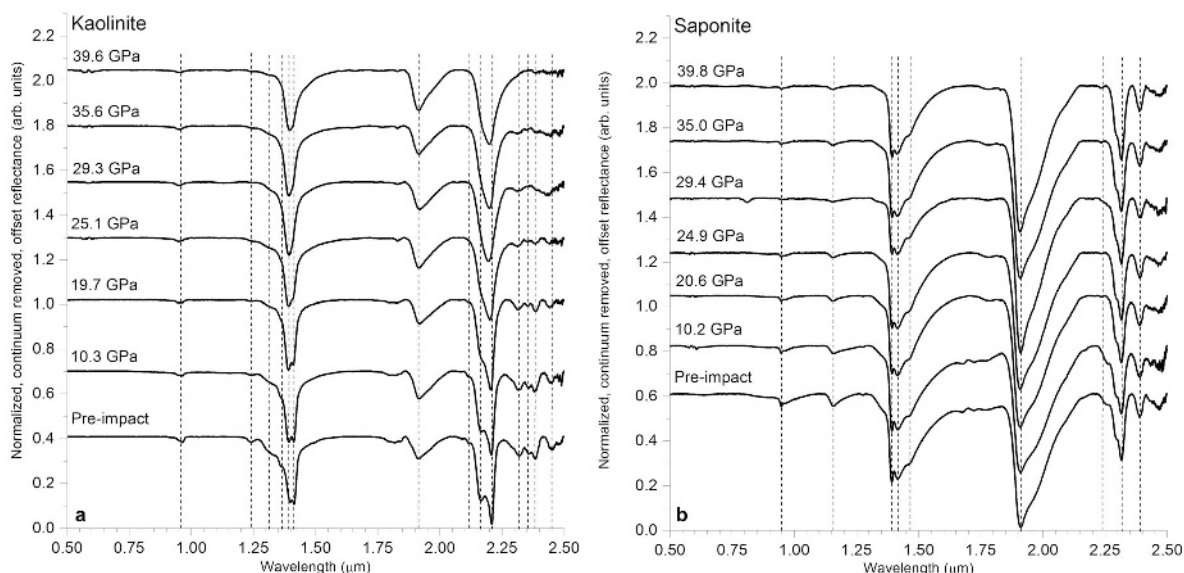 Kaolinite
Normalized, continuum removed, offset reflectance (arb. units)
2.2
2.0
1.8
1.6
1.4
1.2
1.0
0.8
0.6
0.4
0.2
0.0
39.6 GPa
35.6 GPa
29.3 GPa
25.1 GPa
19.7 GPa
10.3 GPa
Pre-impact
a
0.50 0.75 1.00 1.25 1.50 1.75 2.00 2.25 2.50
Wavelength (μm)
Saponite
Normalized, continuum removed, offset reflectance (arb. units)
2.2
2.0
1.8
1.6
1.4
1.2
1.0
0.8
0.6
0.4
0.2
0.0
39.8 GPa
35.0 GPa
29.4 GPa
24.9 GPa
20.6 GPa
10.2 GPa
Pre-impact
b
0.50 0.75 1.00 1.25 1.50 1.75 2.00 2.25 2.50
Wavelength (μm)